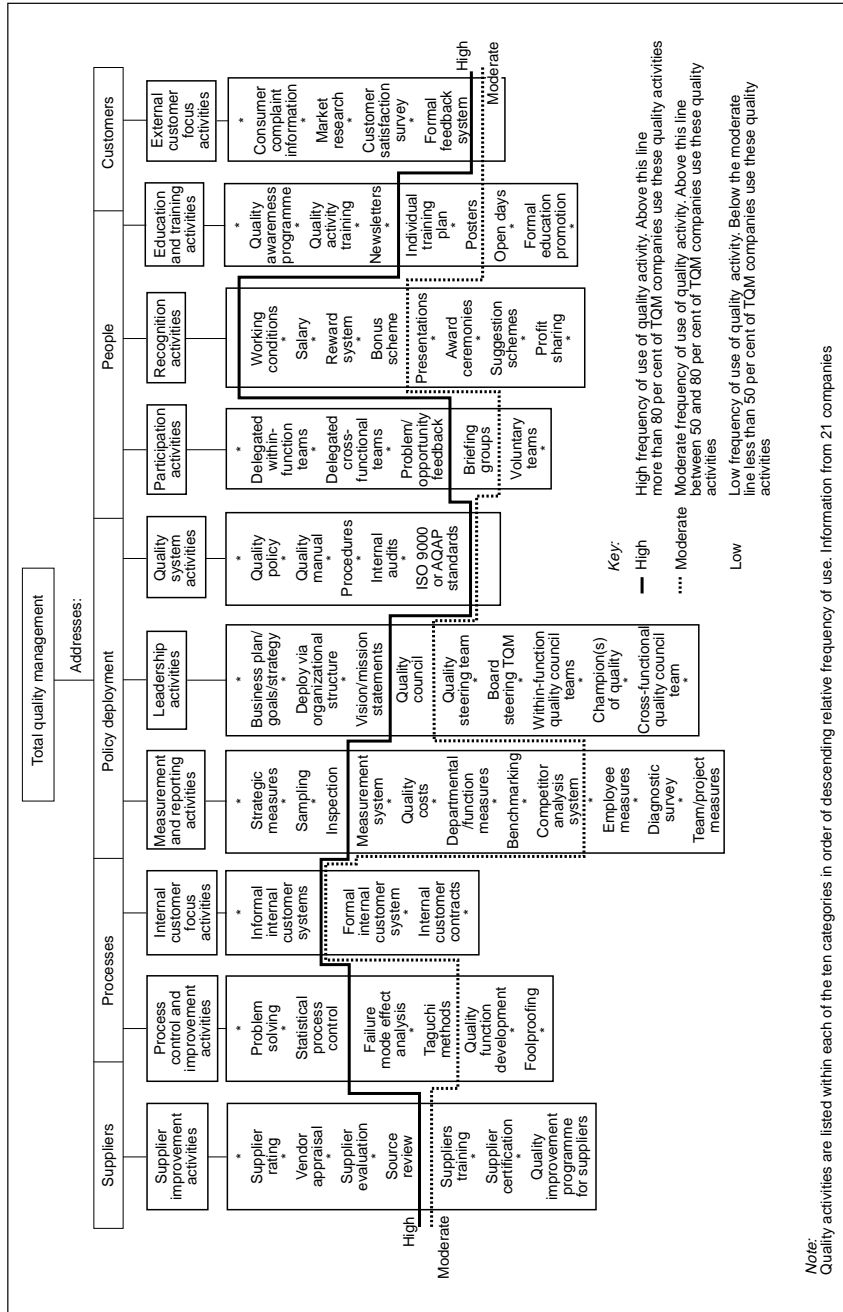 Total quality management
Addresses:
Suppliers
Processes
Policy deployment
People
Customers
Supplier
improvement
activities
Process
control and
improvement
activities
Internal
customer
focus
activities
Measurement
and reporting
activities
Leadership
activities
Quality
system
activities
Participation
activities
Recognition
activities
Education
and training
activities
External
customer
focus
activities
High
Moderate
*
Supplier
rating
*
Vendor
appraisal
*
Supplier
evaluation
*
Source
review
*
Suppliers
training
*
Supplier
certification
*
Quality
improvement
programme
for suppliers
*
Problem
solving
*
Statistical
process
control
*
Failure
mode effect
analysis
*
Taguchi
methods
*
Quality
function
development
*
Foolproofing
*
*
Informal
internal
customer
systems
*
Formal
internal
customer
system
*
Internal
customer
contracts
*
*
Strategic
measures
*
Sampling
*
Inspection
*
Measurement
system
*
Quality
costs
*
Departmental
/function
measures
*
Benchmarking
*
Competitor
analysis
system
*
Employee
measures
*
Diagnostic
survey
*
Team/project
measures
*
Business plan/
goals/strategy
*
Deploy via
organizational
structure
*
Vision/mission
statements
*
Quality
council
*
Quality
steering team
*
Board
steering TQM
*
Within-function
quality council
teams
*
Champion(s)
of quality
*
Cross-functional
quality council
team
*
*
Quality
policy
*
Quality
manual
*
Procedures
*
Internal
audits
*
ISO 9000
or AQAP
standards
*
Delegated
within-
function
teams
*
Delegated
cross-
functional
teams
*
Problem/
opportunity
feedback
*
Briefing
groups
*
Voluntary
teams
*
*
Working
conditions
*
Salary
*
Reward
system
*
Bonus
scheme
*
Presentations
*
Award
ceremonies
*
Suggestion
schemes
*
Profit
sharing
*
*
Quality
awareness
programme
*
Quality
activity
training
*
Newsletters
*
Individual
training
plan
*
Posters
*
Open days
*
Formal
education
promotion
*
Consumer
complaint
information
*
Market
research
*
Customer
satisfaction
survey
*
Formal
feedback
system
High
Moderate
Key:
High
High frequency of use of quality activity. Above this line
more than 80 per cent of TQM companies use these quality activities
Moderate
Moderate frequency of use of quality activity. Above this line
between 50 and 80 per cent of TQM companies use these quality
activities
Low
Low frequency of use of quality activity. Below the moderate
line less than 50 per cent of TQM companies use these quality
activities
Note:
Quality activities are listed within each of the ten categories in order of descending relative frequency of use. Information from 21 companies